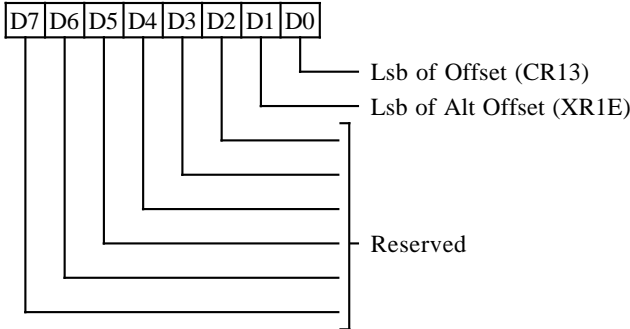 D7 D6 D5 D4 D3 D2 D1 D0
Lsb of Offset (CR13)
Lsb of Alt Offset (XR1E)
Reserved